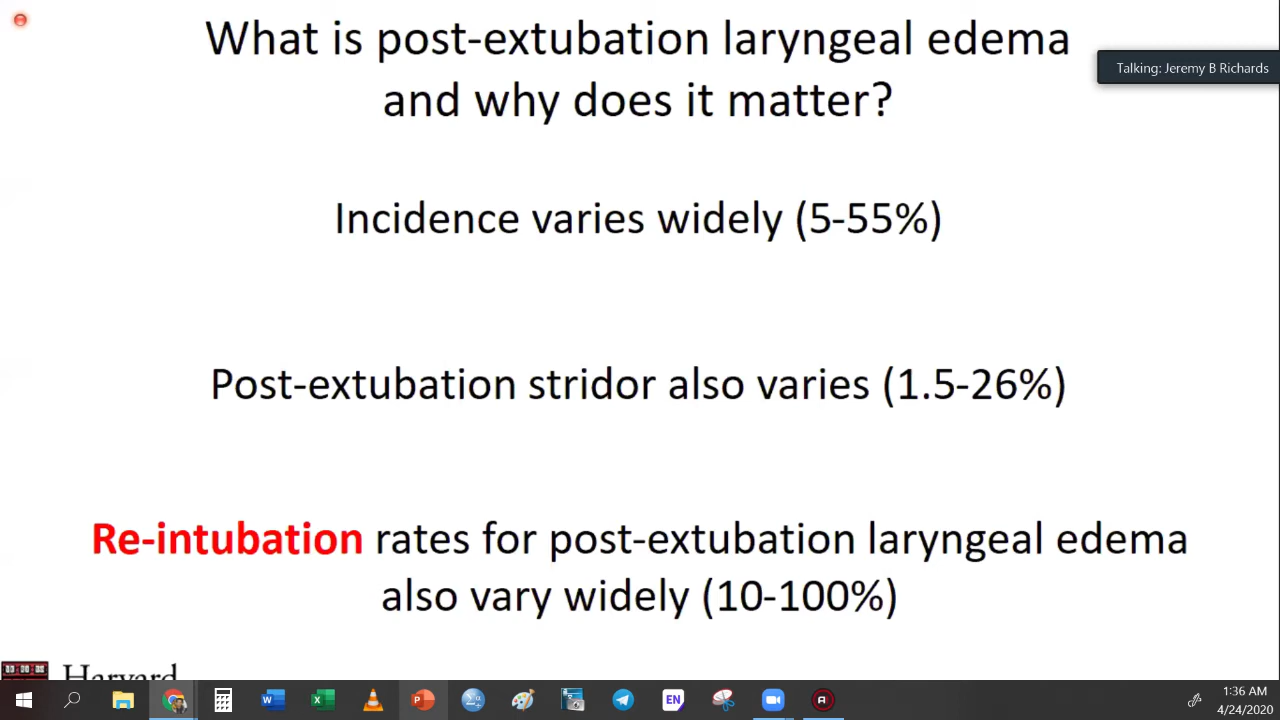 What is post-extubation laryngeal edema
and why does it matter?
Talking: Jeremy B Richards
Incidence varies widely (5-55%)
Post-extubation stridor also varies (1.5-26%)
Re-intubation rates for post-extubation laryngeal edema
also vary widely (10-100%)
Harvard
EN
1:36 AM
4/24/2020